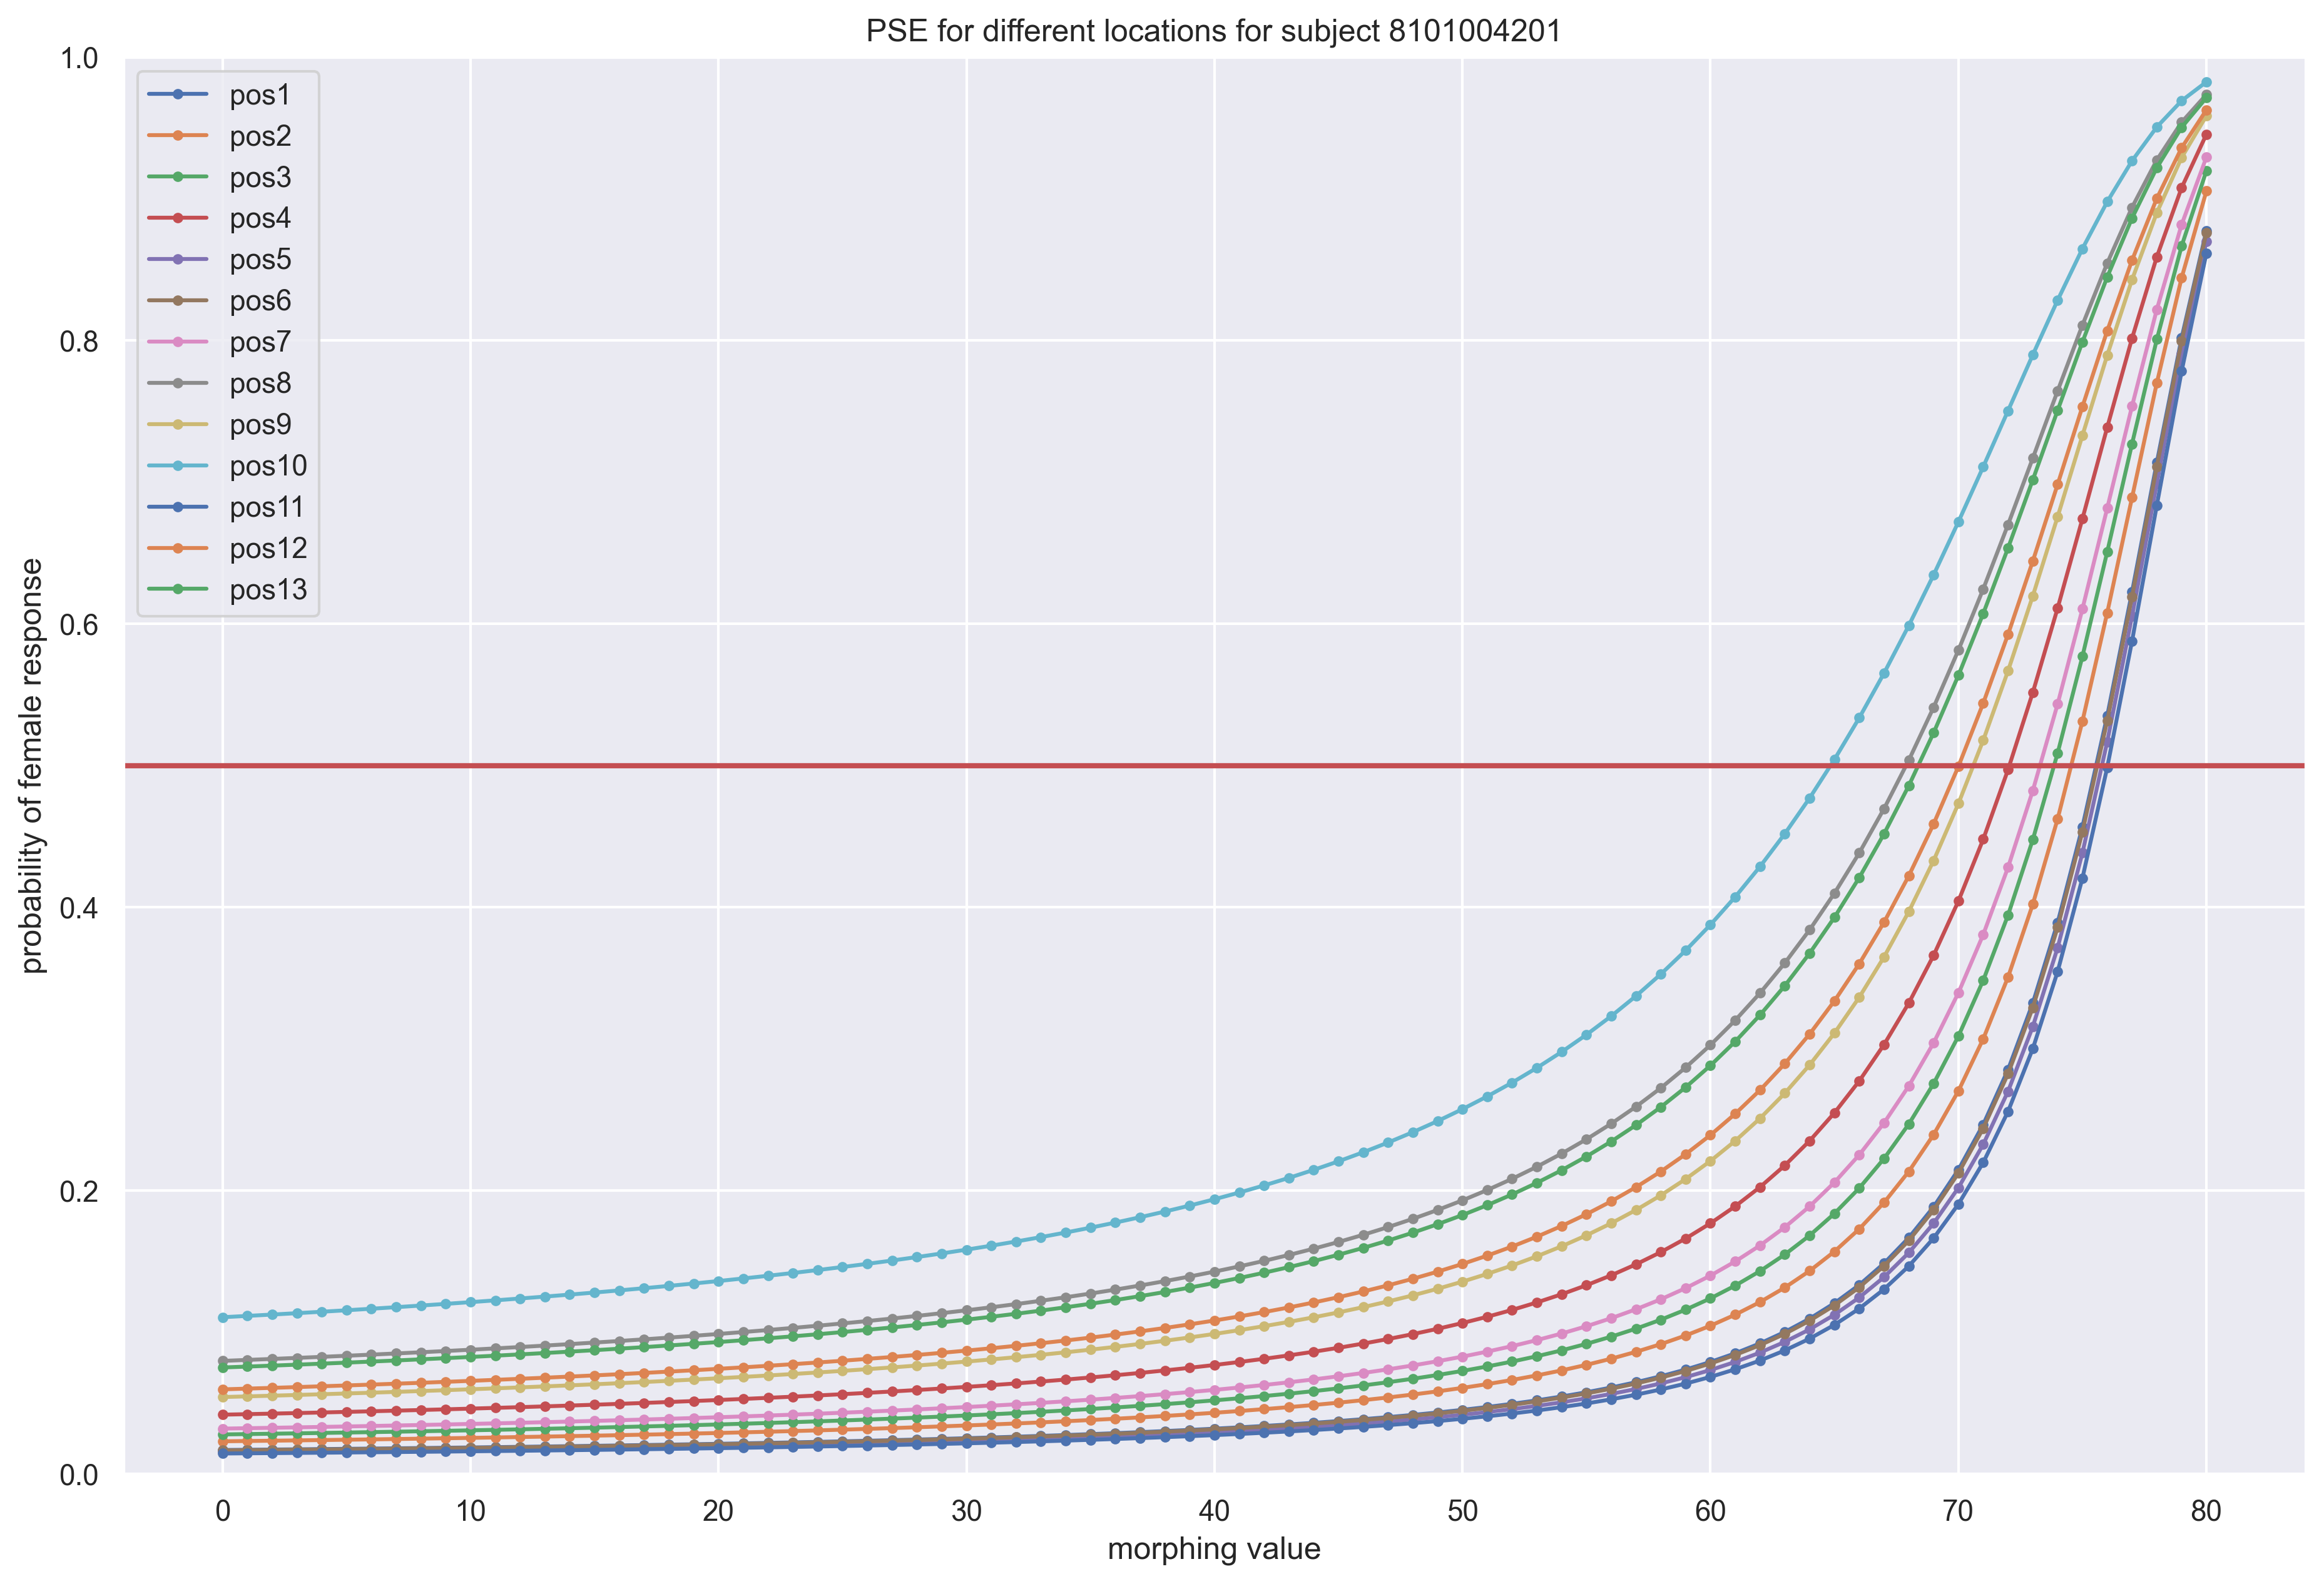 PSE for different locations for subject 8101004201
1.0
0.8
0.6
0.4
0.2
0.0
probability of female response
pos1
pos2
pos3
pos4
pos5
pos6
pos7
pos8
pos9
pos10
pos11
pos12
pos13
0 10 20 30 40 50 60 70 80
morphing value